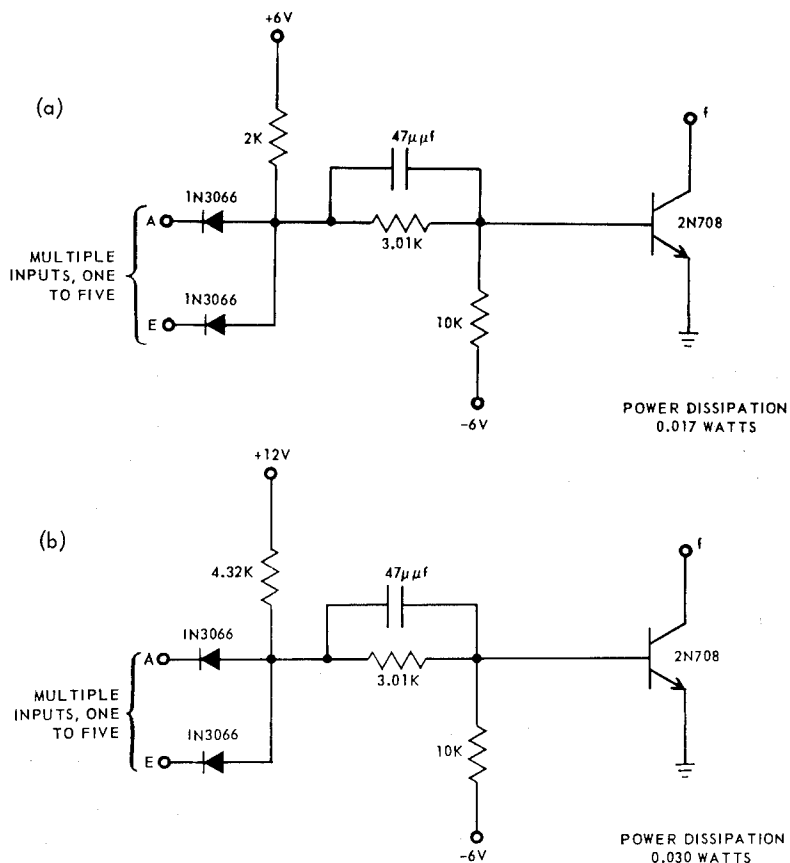 +6V
(a)
2K
47μμf
f
1N3066
A
3.01K
2N708
MULTIPLE
INPUTS, ONE
TO FIVE
1N3066
E
10K
-6V
POWER DISSIPATION
0.017 WATTS
+12V
(b)
f
4.32K
47μμf
1N3066
A
3.01K
2N708
MULTIPLE
INPUTS, ONE
TO FIVE
1N3066
E
10K
-6V
POWER DISSIPATION
0.030 WATTS